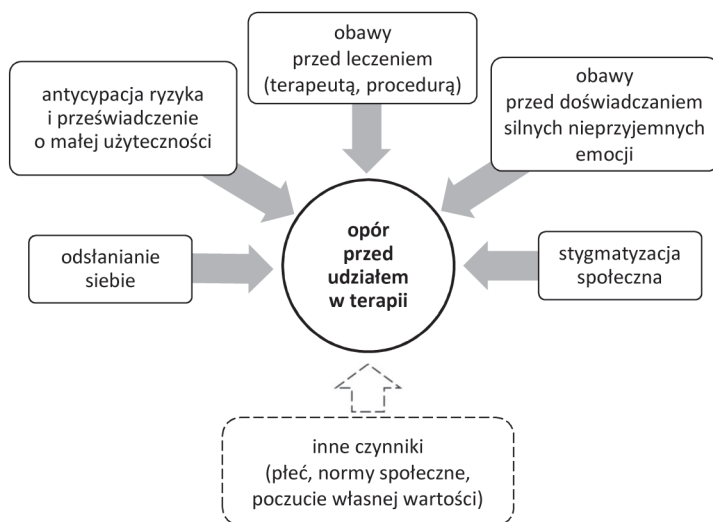 obawy
przed leczeniem
(terapeutą, procedurą)
antycypacja ryzyka
i przeświadczenie
o małej użyteczności
obawy
przed doświadczaniem
silnych nieprzyjemnych
emocji
opór
przed
udziałem
w terapii
odsłanianie
siebie
stygmatyzacja
społeczna
inne czynniki
(płeć, normy społeczne,
poczucie własnej wartości)